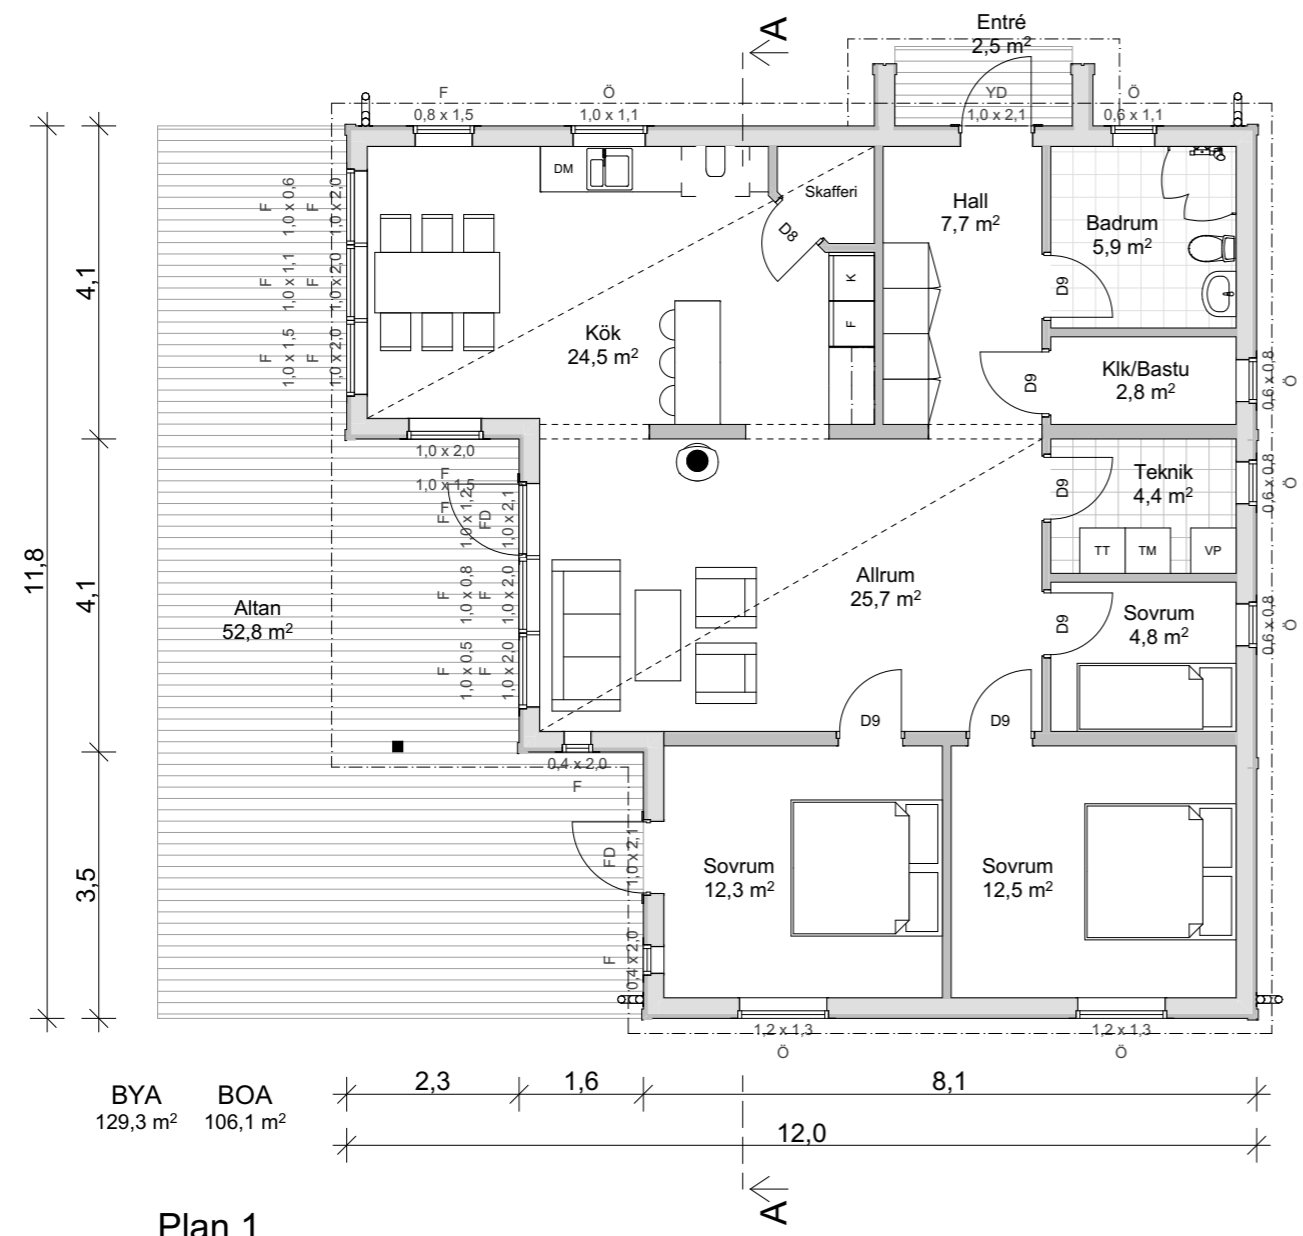 Entré
2,5 m²
A
F
0,8 x 1,5
Ö
1,0 x 1,1
YD
1,0 x 2,1
Ö
0,6 x 1,1
DM
Skafferi
D8
Hall
7,7 m²
Badrum
5,9 m²
D9
F
1,0 x 0,6
F
1,0 x 2,0
F
1,0 x 1,1
F
1,0 x 2,0
F
1,0 x 1,5
F
1,0 x 2,0
4,1
Kök
24,5 m²
K
F
Klk/Bastu
2,8 m²
D9
0,6 x 0,8
Ö
1,0 x 2,0
F
1,0 x 1,5
F
F
1,0 x 1,2
FD
1,0 x 2,1
D9
Teknik
4,4 m²
TT
TM
VP
0,6 x 0,8
Ö
11,8
4,1
Altan
52,8 m²
F
1,0 x 0,8
F
1,0 x 2,0
F
1,0 x 0,5
F
1,0 x 2,0
Allrum
25,7 m²
D9
Sovrum
4,8 m²
0,6 x 0,8
Ö
D9
D9
0,4 x 2,0
F
3,5
FD
1,0 x 2,1
Sovrum
12,3 m²
Sovrum
12,5 m²
F
0,4 x 2,0
1,2 x 1,3
Ö
1,2 x 1,3
Ö
BYA
129,3 m²
BOA
106,1 m²
2,3
1,6
8,1
12,0
A
Plan 1